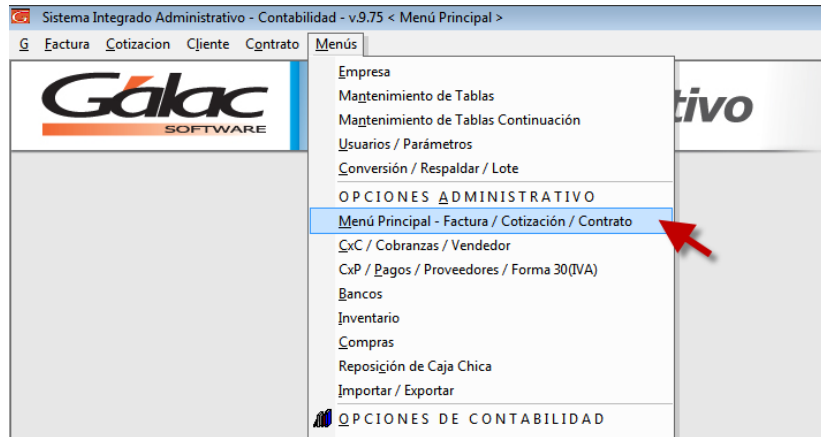 G Sistema Integrado Administrativo - Contabilidad - v.9.75 < Menú Principal >
G Factura Cotizacion Cliente Contrato Menús
Gálac
SOFTWARE
tivo
Empresa
Mantenimiento de Tablas
Mantenimiento de Tablas Continuación
Usuarios / Parámetros
Conversión / Respaldar / Lote
OPCIONES ADMINISTRATIVO
Menú Principal - Factura / Cotización / Contrato
CxC / Cobranzas / Vendedor
CxP / Pagos / Proveedores / Forma 30(IVA)
Bancos
Inventario
Compras
Reposición de Caja Chica
Importar / Exportar
OPCIONES DE CONTABILIDAD